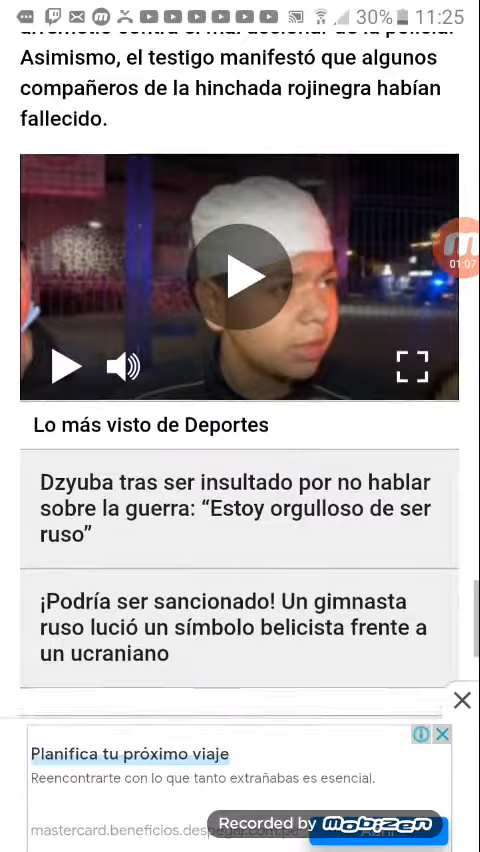 30% 11:25
Asimismo, el testigo manifestó que algunos
compañeros de la hinchada rojinegra habían
fallecido.
01:07
Lo más visto de Deportes
Dzyuba tras ser insultado por no hablar
sobre la guerra: “Estoy orgulloso de ser
ruso”
¡Podría ser sancionado! Un gimnasta
ruso lució un símbolo belicista frente a
un ucraniano
Planifica tu próximo viaje
Reencontrarte con lo que tanto extrañabas es esencial.
mastercard.beneficios.despegar.com.pe
Recorded by mobizen